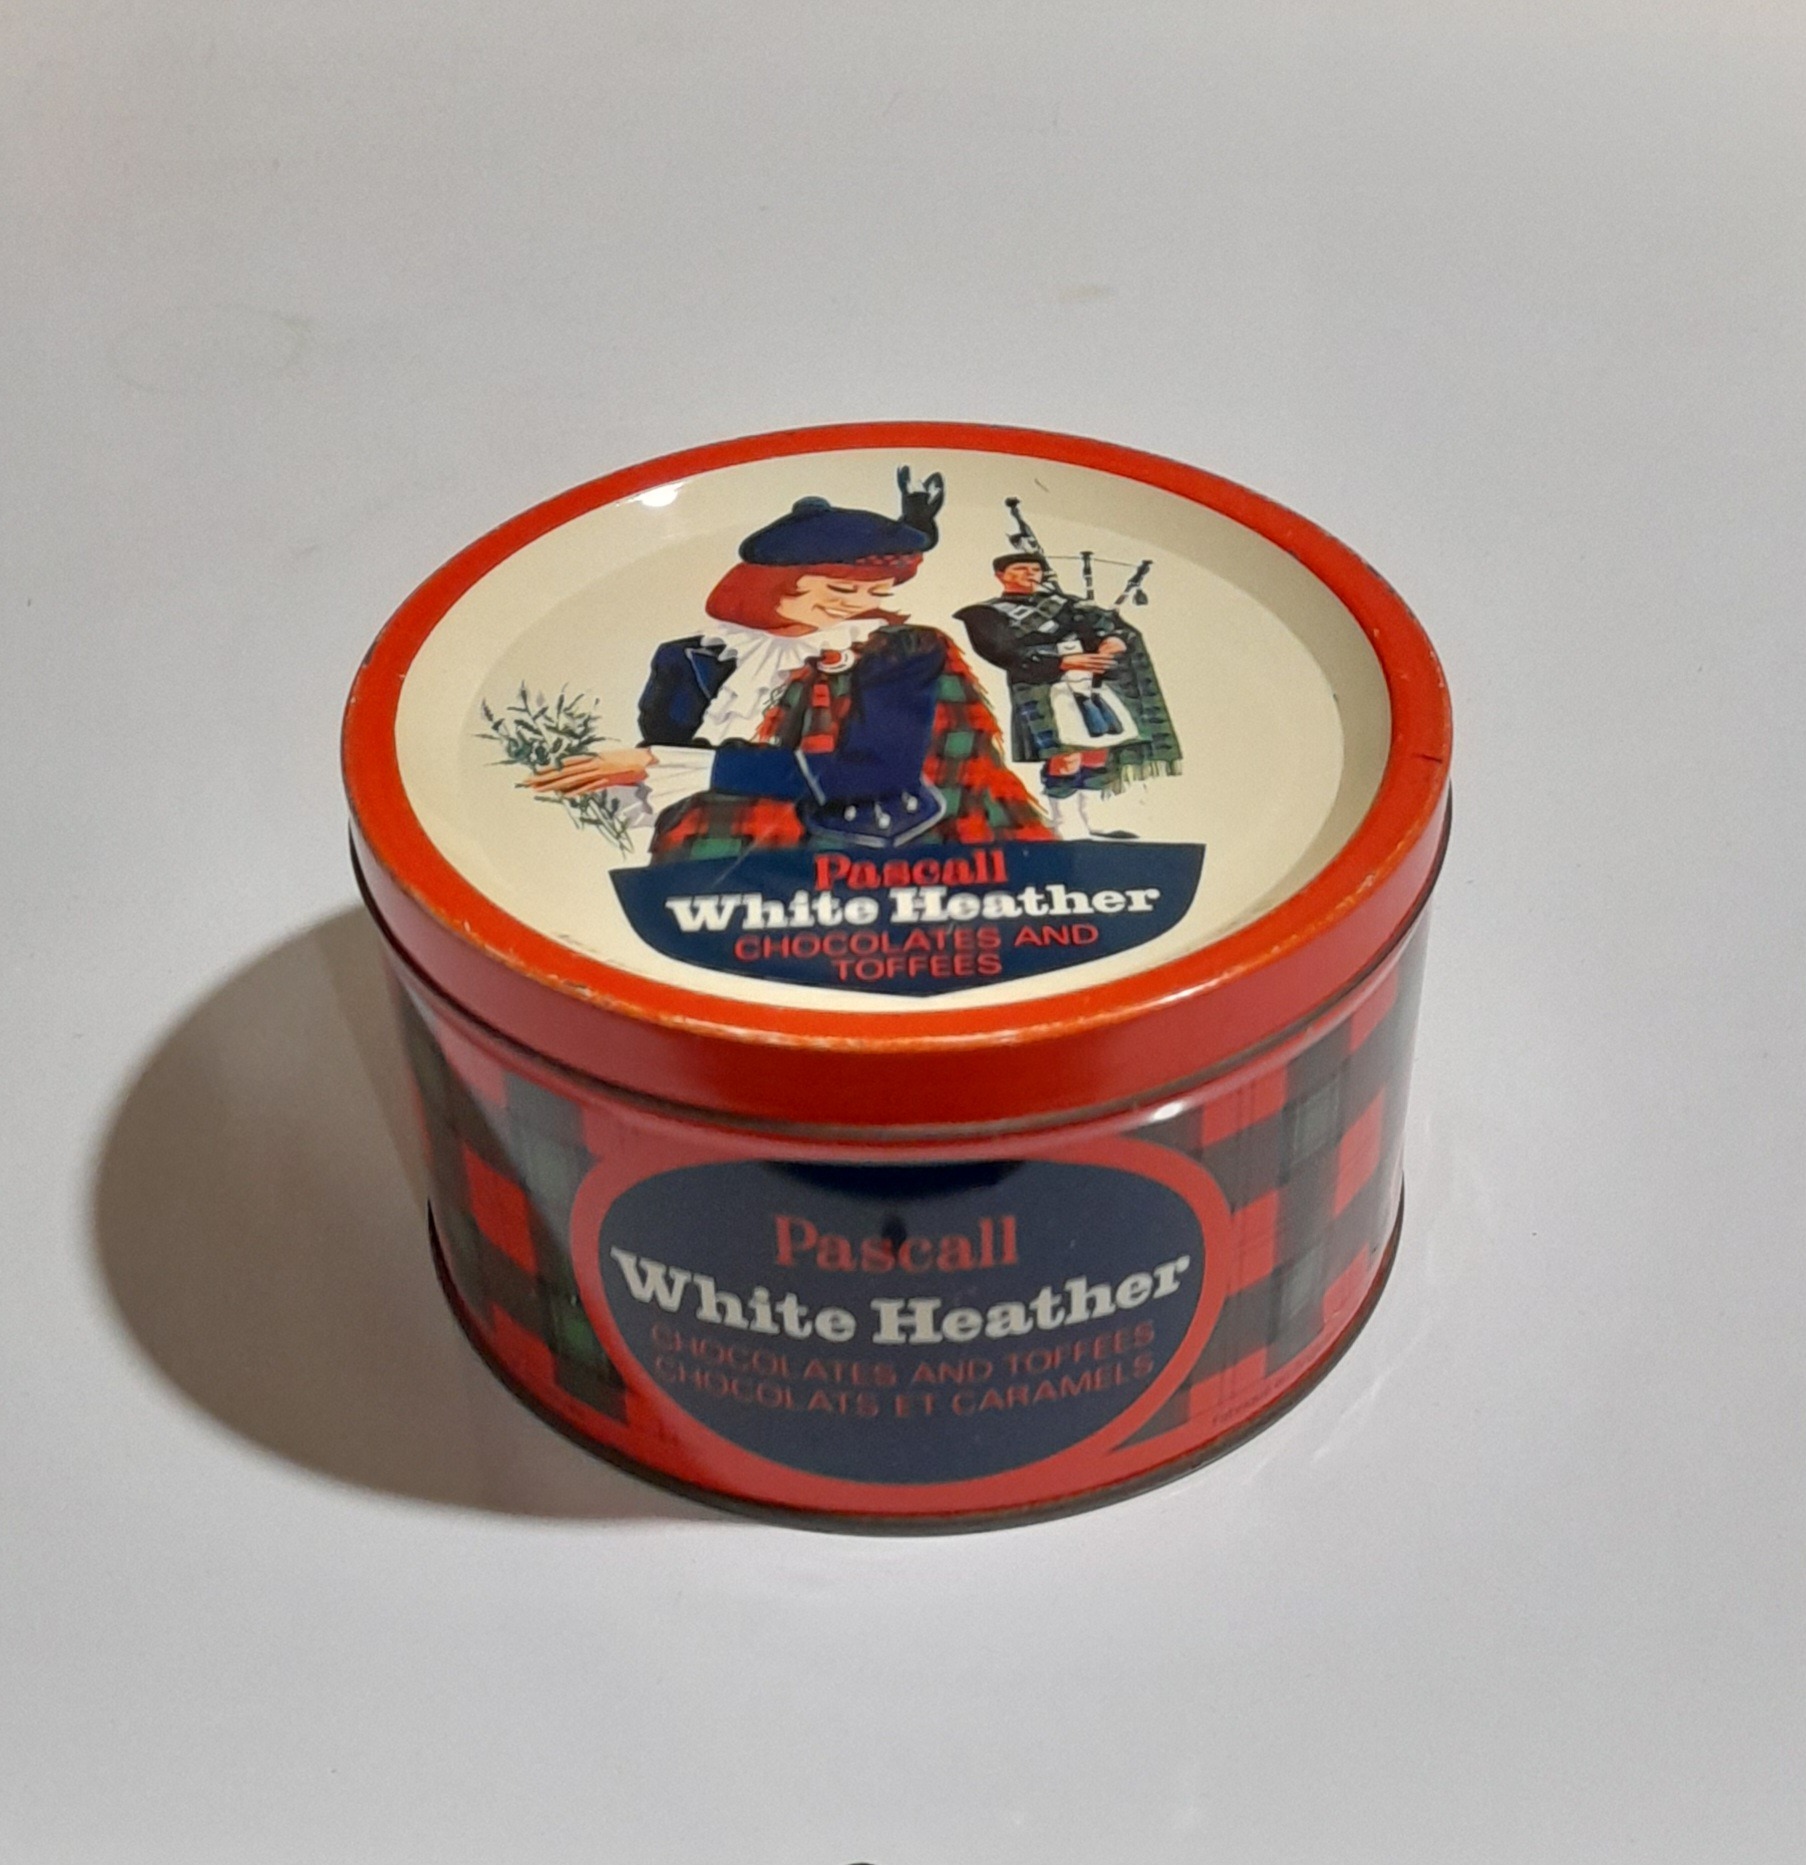 Pascall
White Heather
CHOCOLATES AND
TOFFEES
Pascall
White Heather
CHOCOLATES AND TOFFEES
CHOCOLATS ET CARAMELS